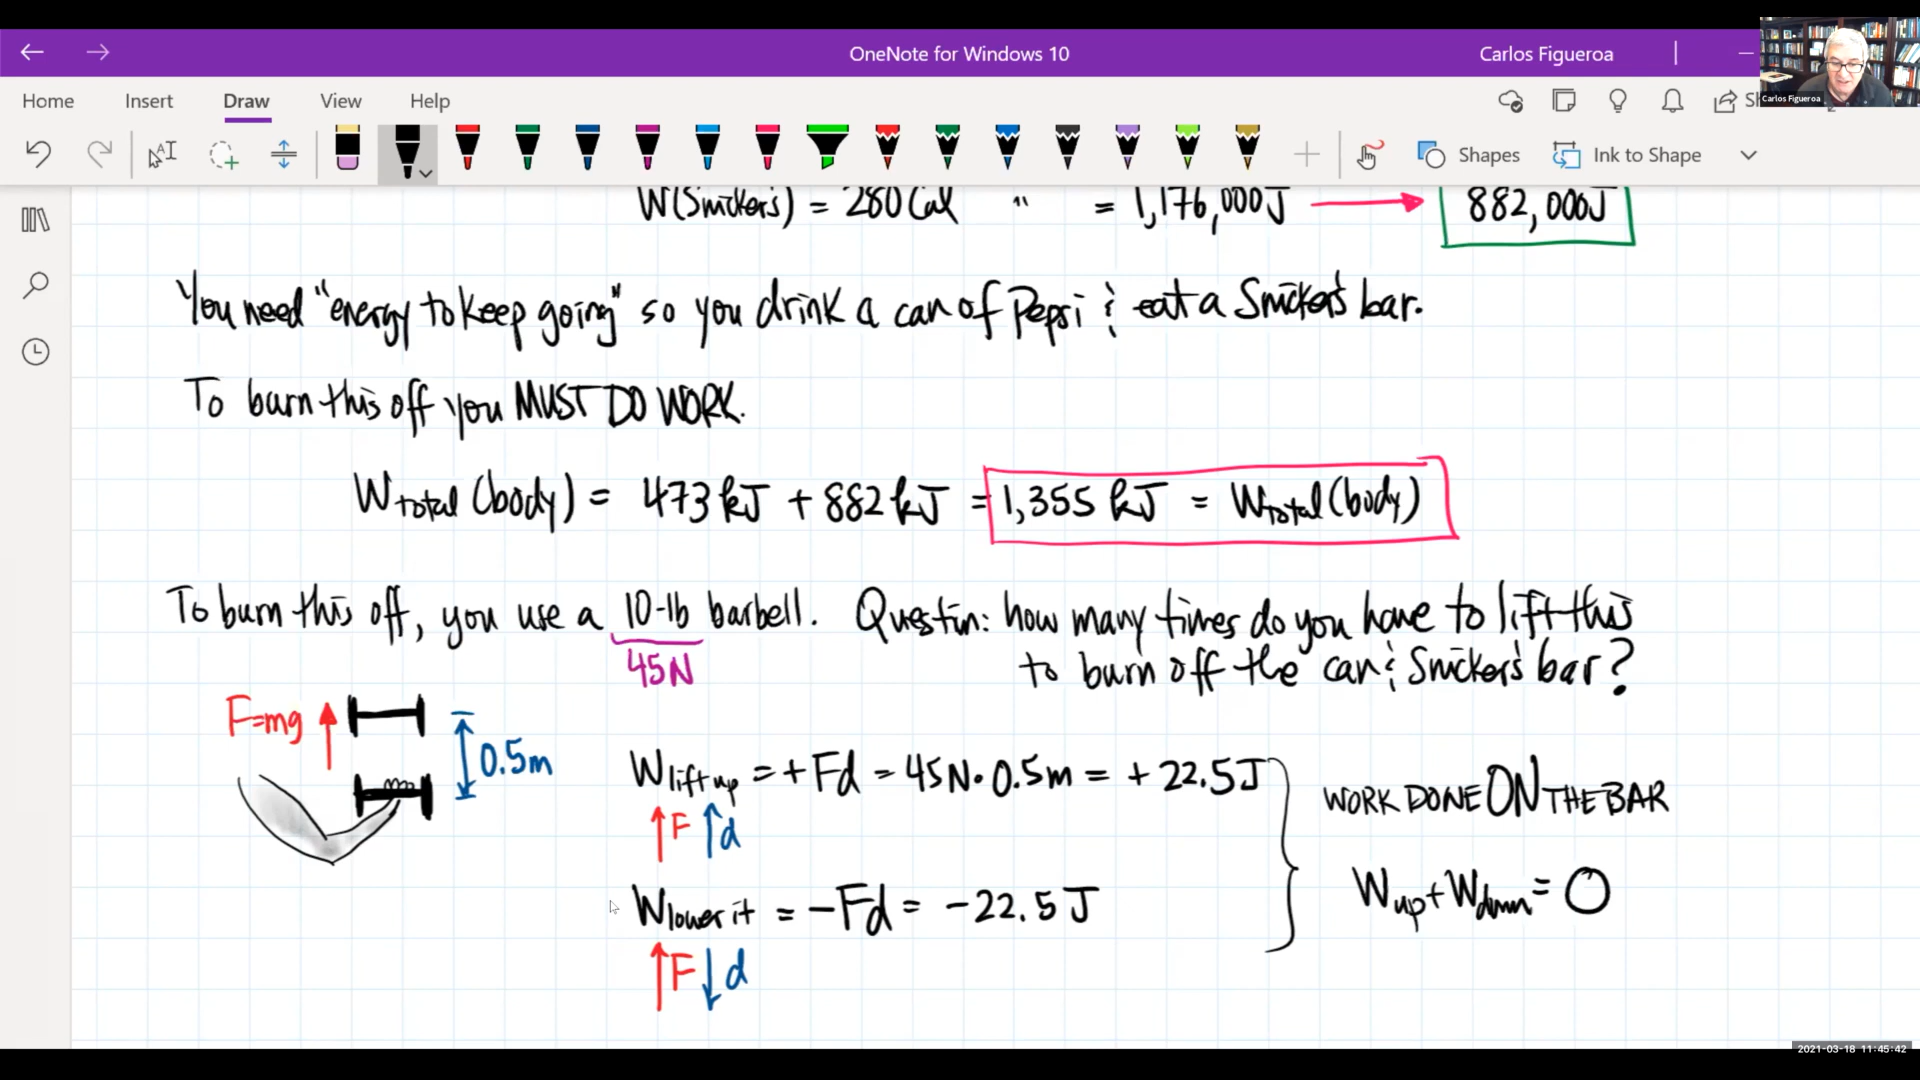 OneNote for Windows 10
Carlos Figueroa
Home Insert Draw View Help
Shapes Ink to Shape
Carlos Figueroa
W(Snickers) = 280 Cal " = 1,176,000J 882,000J
You need "energy to keep going" so you drink a can of Pepsi & eat a Snicker's bar.
To burn this off you MUST DO WORK.
Wtotal (body) = 473 kJ + 882 kJ = 1,355 kJ = Wtotal (body)
To burn this off, you use a 10-lb barbell. Questin: how many times do you have to lift this
45N
to burn off the can & Snicker's bar?
F=mg
0.5m
Wlift up = + Fd = 45N • 0.5m = + 22.5J
F d
WORK DONE ON THE BAR
Wlower it = - Fd = - 22.5 J
Wup + Wdown = 0
F d
2021-03-18 11:45:42